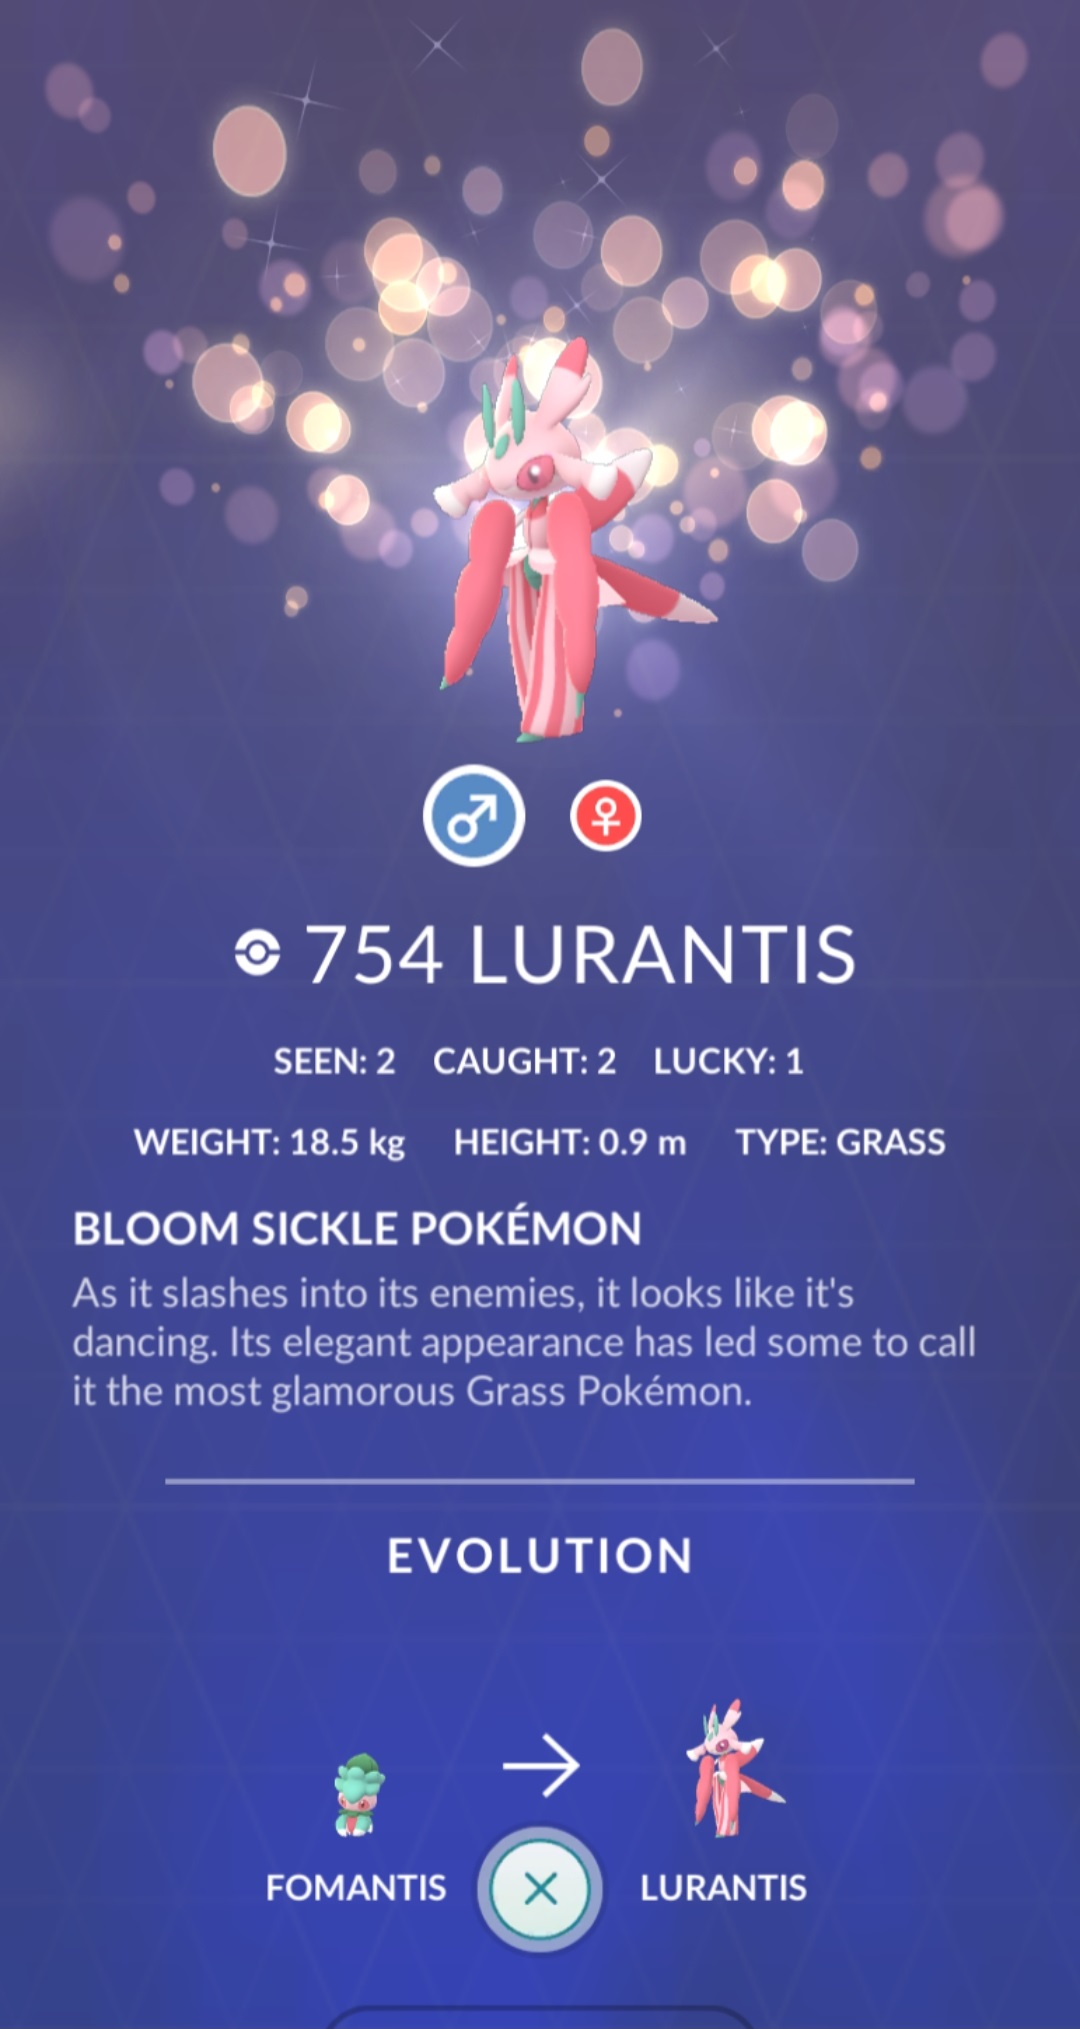 754 LURANTIS
SEEN: 2 CAUGHT: 2 LUCKY: 1
WEIGHT: 18.5 kg HEIGHT: 0.9 m TYPE: GRASS
BLOOM SICKLE POKÉMON
As it slashes into its enemies, it looks like it's
dancing. Its elegant appearance has led some to call
it the most glamorous Grass Pokémon.
EVOLUTION
FOMANTIS LURANTIS